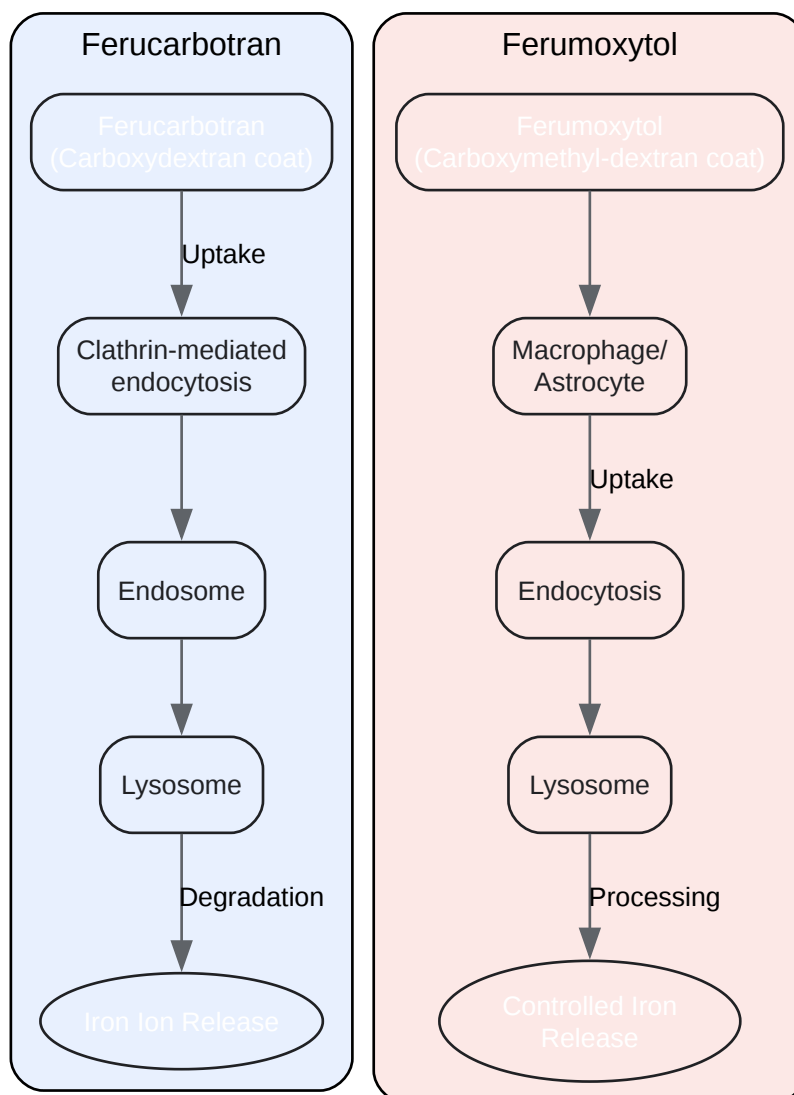 Ferucarbotran
Ferucarbotran
(Carboxydextran coat)
Uptake
Clathrin-mediated
endocytosis
Endosome
Lysosome
Degradation
Iron Ion Release
Ferumoxytol
Ferumoxytol
(Carboxymethyl-dextran coat)
Macrophage/
Astrocyte
Uptake
Endocytosis
Lysosome
Processing
Controlled Iron
Release